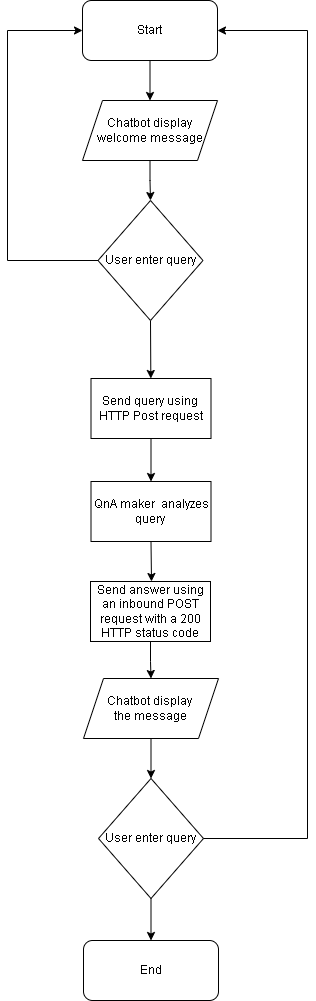 Start
Chatbot display
welcome message
User enter query
Send query using
HTTP Post request
QnA maker analyzes
query
Send answer using
an inbound POST
request with a 200
HTTP status code
Chatbot display
the message
User enter query
End